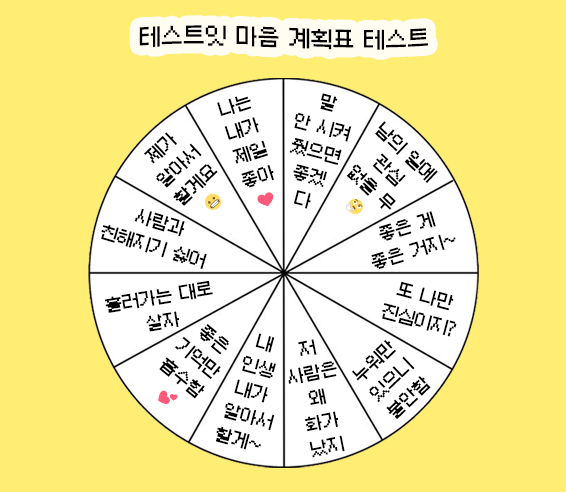 테스트잇 마음 계획표 테스트
말
안 시켜
줬으면
좋겠
다
남의 일에
관심
없을 무
좋은 게
좋은 거지~
또 나만
진심이지?
누워만
있으니
불안함
저
사람은
왜
화가
났지
내
인생
내가
알아서
할게~
좋은
기억만
흡수함
흘러가는 대로
살자
사람과
친해지기 싫어
제가
알아서
할게요
나는
내가
제일
좋아